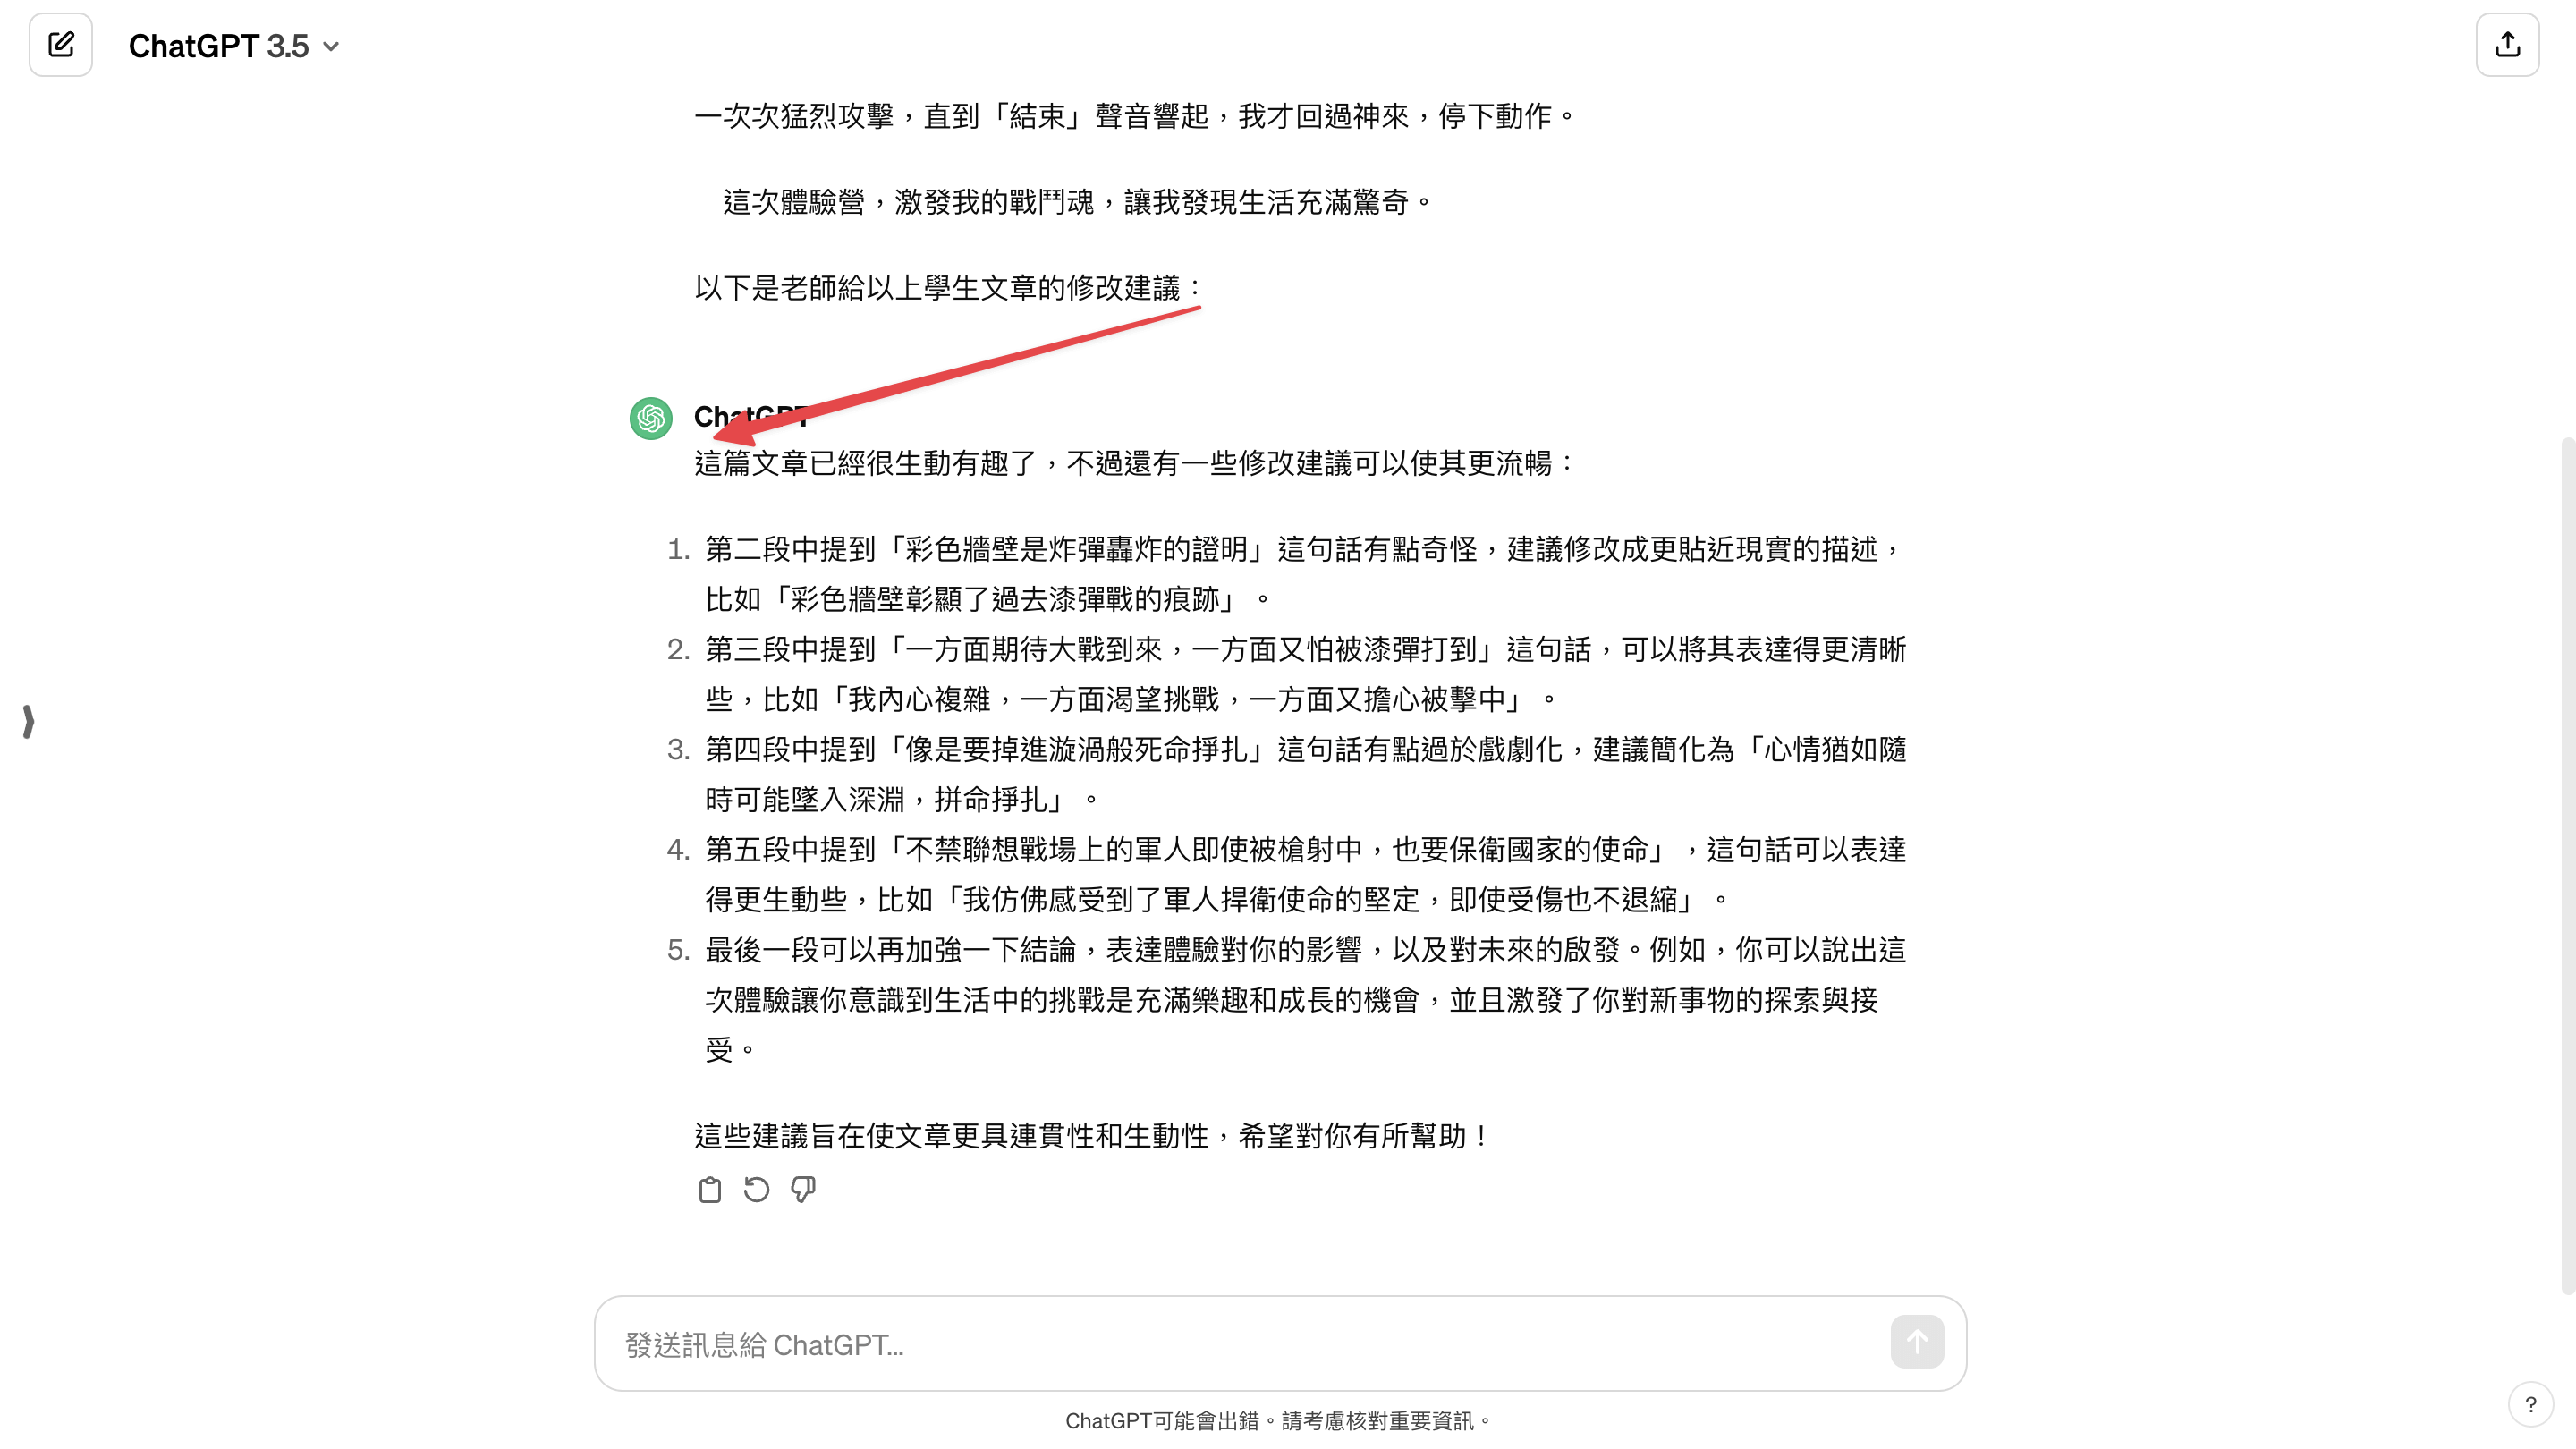 ChatGPT 3.5
一次次猛烈攻擊，直到「結束」聲音響起，我才回過神來，停下動作。
這次體驗營，激發我的戰鬥魂，讓我發現生活充滿驚奇。
以下是老師給以上學生文章的修改建議：
ChatGPT
這篇文章已經很生動有趣了，不過還有一些修改建議可以使其更流暢：
1. 第二段中提到「彩色牆壁是炸彈轟炸的證明」這句話有點奇怪，建議修改成更貼近現實的描述，
比如「彩色牆壁彰顯了過去漆彈戰的痕跡」。
2. 第三段中提到「一方面期待大戰到來，一方面又怕被漆彈打到」這句話，可以將其表達得更清晰
些，比如「我內心複雜，一方面渴望挑戰，一方面又擔心被擊中」。
3. 第四段中提到「像是要掉進漩渦般死命掙扎」這句話有點過於戲劇化，建議簡化為「心情猶如隨
時可能墜入深淵，拼命掙扎」。
4. 第五段中提到「不禁聯想戰場上的軍人即使被槍射中，也要保衛國家的使命」，這句話可以表達
得更生動些，比如「我仿佛感受到了軍人捍衛使命的堅定，即使受傷也不退縮」。
5. 最後一段可以再加強一下結論，表達體驗對你的影響，以及對未來的啟發。例如，你可以說出這
次體驗讓你意識到生活中的挑戰是充滿樂趣和成長的機會，並且激發了你對新事物的探索與接
受。
這些建議旨在使文章更具連貫性和生動性，希望對你有所幫助！
發送訊息給 ChatGPT...
ChatGPT可能會出錯。請考慮核對重要資訊。
?